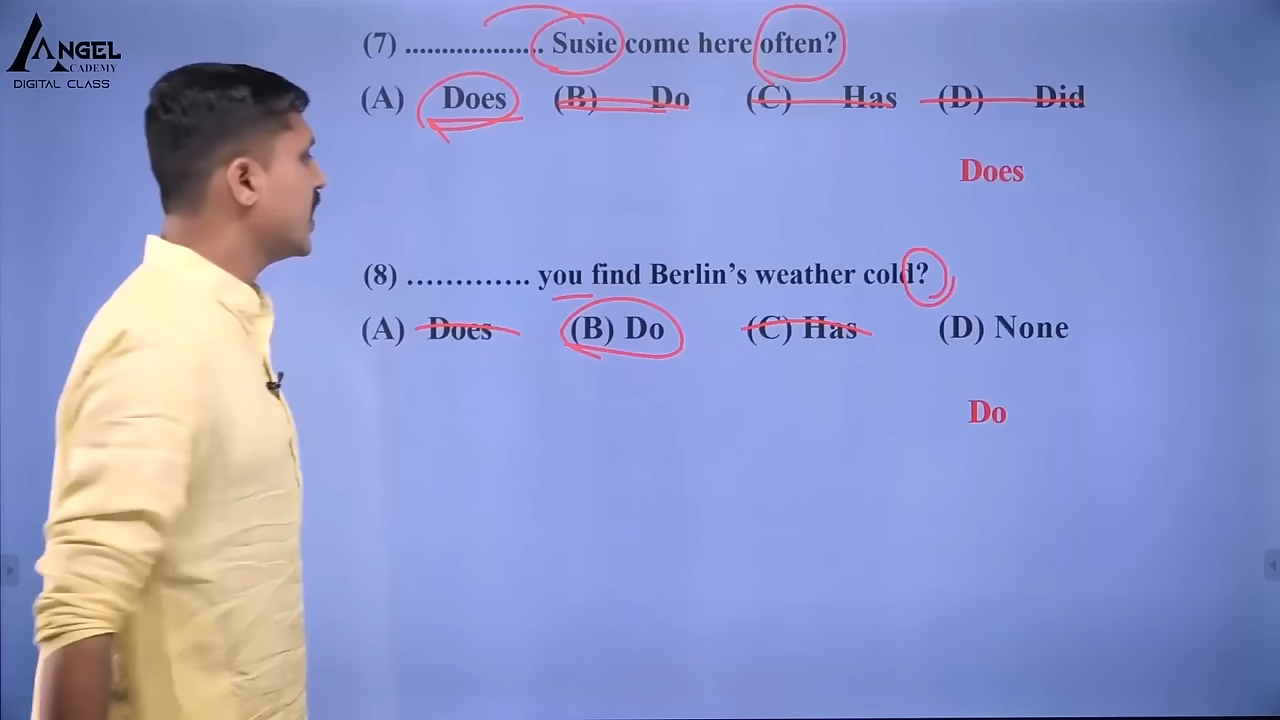 ANGEL
ACADEMY
DIGITAL CLASS
(7) ................... Susie come here often?
(A) Does (B) Do (C) Has (D) Did
Does
(8) …………. you find Berlin’s weather cold?
(A) Does (B) Do (C) Has (D) None
Do